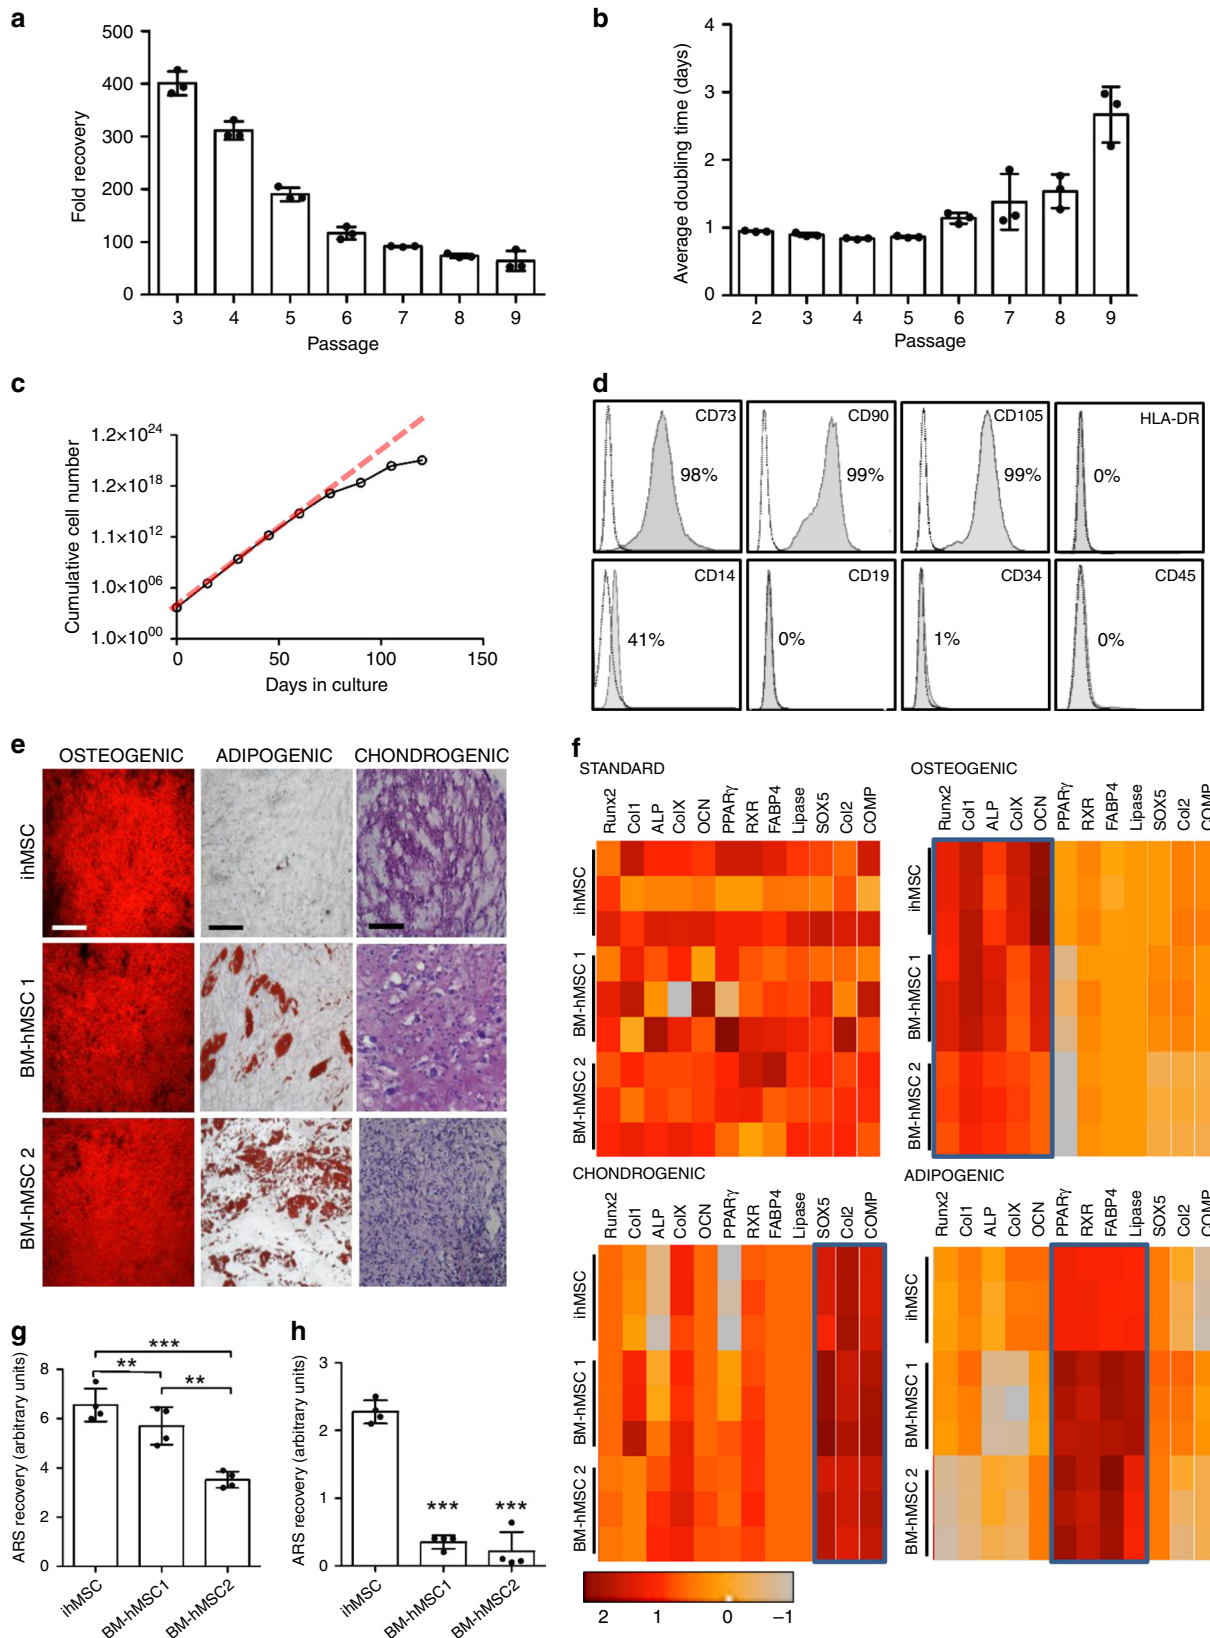 a
500
400
300
200
100
0
Fold recovery
3 4 5 6 7 8 9
Passage
b
4
3
2
1
0
Average doubling time (days)
2 3 4 5 6 7 8 9
Passage
c
1.2×10²⁴
1.2×10¹⁸
1.1×10¹²
1.0×10⁰⁶
1.0×10⁰⁰
Cumulative cell number
0 50 100 150
Days in culture
d
CD73
98%
CD90
99%
CD105
99%
HLA-DR
0%
CD14
41%
CD19
0%
CD34
1%
CD45
0%
e
OSTEOGENIC ADIPOGENIC CHONDROGENIC
ihMSC
BM-hMSC 1
BM-hMSC 2
f
STANDARD
Runx2 Col1 ALP ColX OCN PPARγ RXR FABP4 Lipase SOX5 Col2 COMP
ihMSC
BM-hMSC 1
BM-hMSC 2
OSTEOGENIC
Runx2 Col1 ALP ColX OCN PPARγ RXR FABP4 Lipase SOX5 Col2 COMP
ihMSC
BM-hMSC 1
BM-hMSC 2
CHONDROGENIC
Runx2 Col1 ALP ColX OCN PPARγ RXR FABP4 Lipase SOX5 Col2 COMP
ihMSC
BM-hMSC 1
BM-hMSC 2
ADIPOGENIC
Runx2 Col1 ALP ColX OCN PPARγ RXR FABP4 Lipase SOX5 Col2 COMP
ihMSC
BM-hMSC 1
BM-hMSC 2
2 1 0 −1
g
***
** **
8
6
4
2
0
ARS recovery (arbitrary units)
ihMSC BM-hMSC1 BM-hMSC2
h
3
2
1
0
ARS recovery (arbitrary units)
*** ***
ihMSC BM-hMSC1 BM-hMSC2